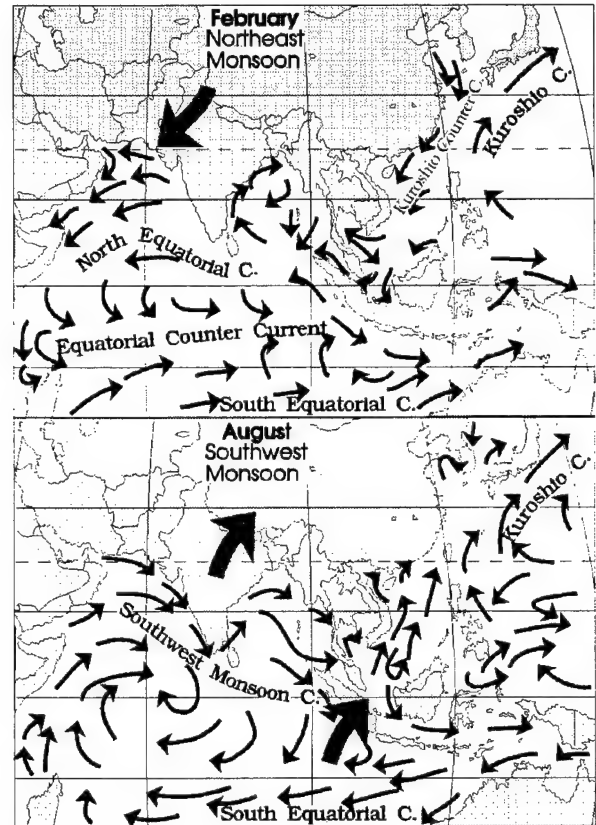 February
Northeast
Monsoon
Kuroshio C.
Kuroshio Counter C.
North Equatorial C.
Equatorial Counter Current
South Equatorial C.
August
Southwest
Monsoon
Kuroshio C.
Southwest Monsoon C.
South Equatorial C.